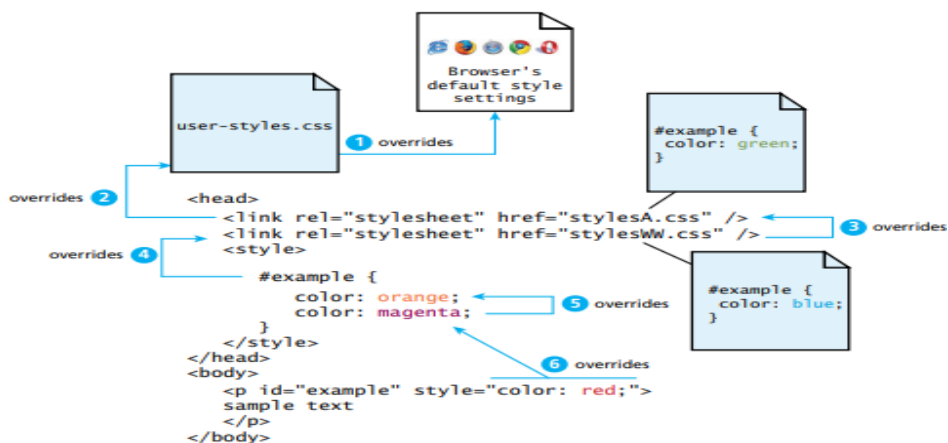 Browser's
default style
settings
user-styles.css
1 overrides
#example {
color: green;
}
overrides 2
<head>
<link rel="stylesheet" href="stylesA.css" />
<link rel="stylesheet" href="stylesWW.css" />
3 overrides
<style>
overrides 4
#example {
color: orange;
color: magenta;
5 overrides
}
#example {
color: blue;
}
</style>
</head>
<body>
6 overrides
<p id="example" style="color: red;">
sample text
</p>
</body>